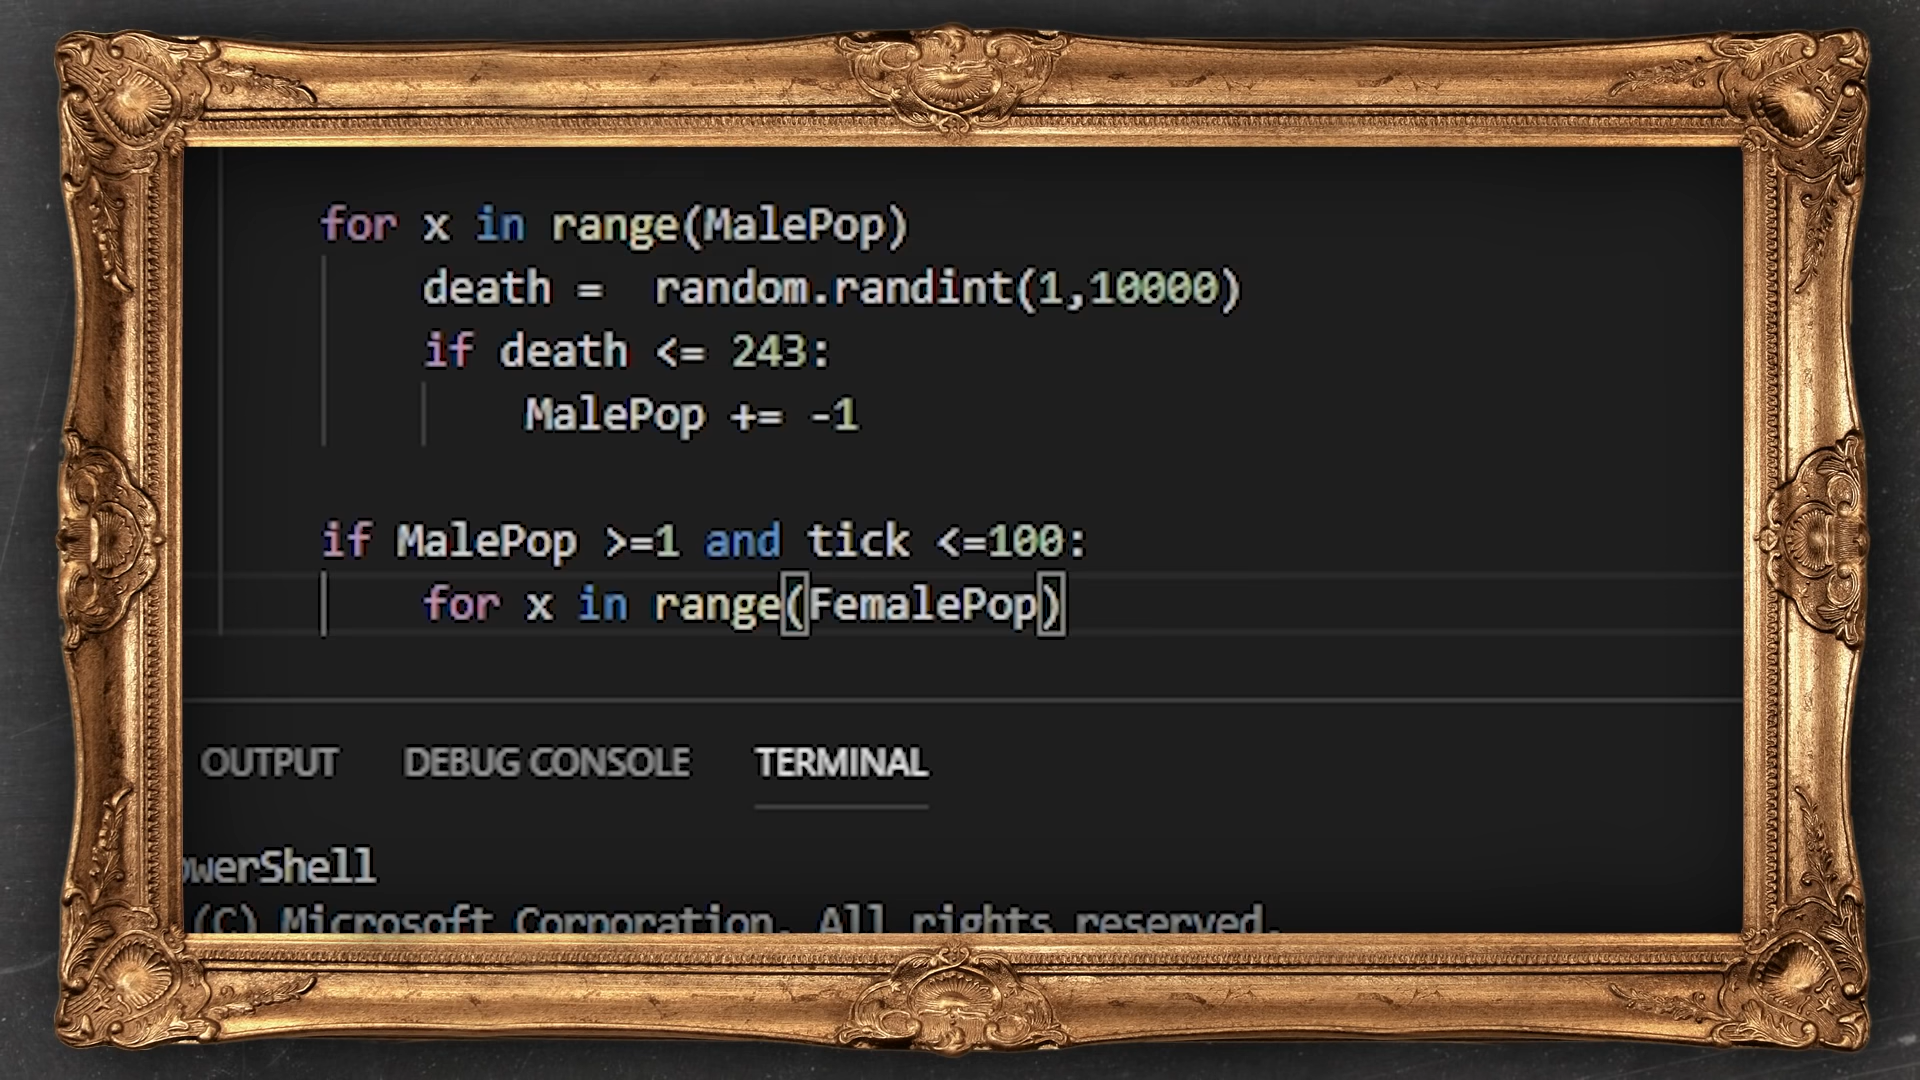 for x in range(MalePop)
death =  random.randint(1,10000)
if death <= 243:
MalePop += -1
if MalePop >=1 and tick <=100:
for x in range(FemalePop)
OUTPUT DEBUG CONSOLE TERMINAL
owerShell
(C) Microsoft Corporation. All rights reserved.